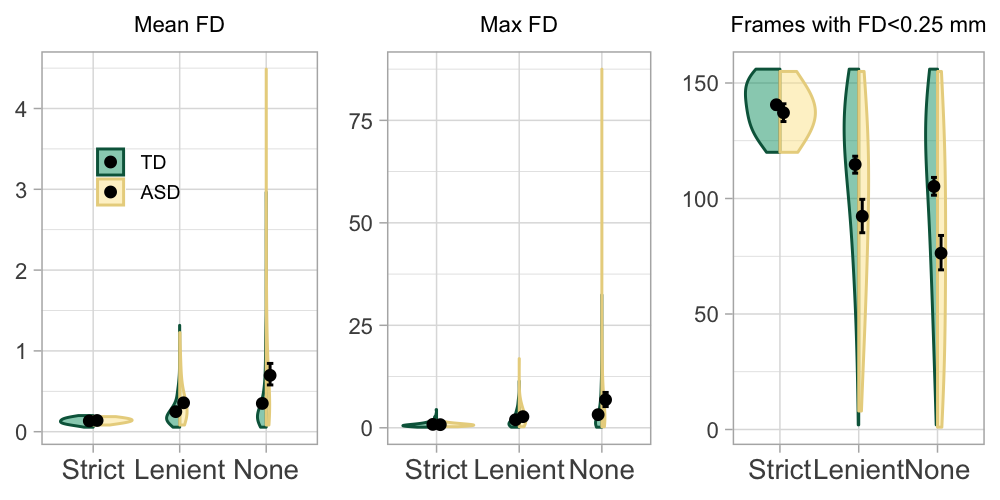 Mean FD
Max FD
Frames with FD<0.25 mm
4
3
2
1
0
TD
ASD
Strict Lenient None
75
50
25
0
Strict Lenient None
150
100
50
0
Strict Lenient None